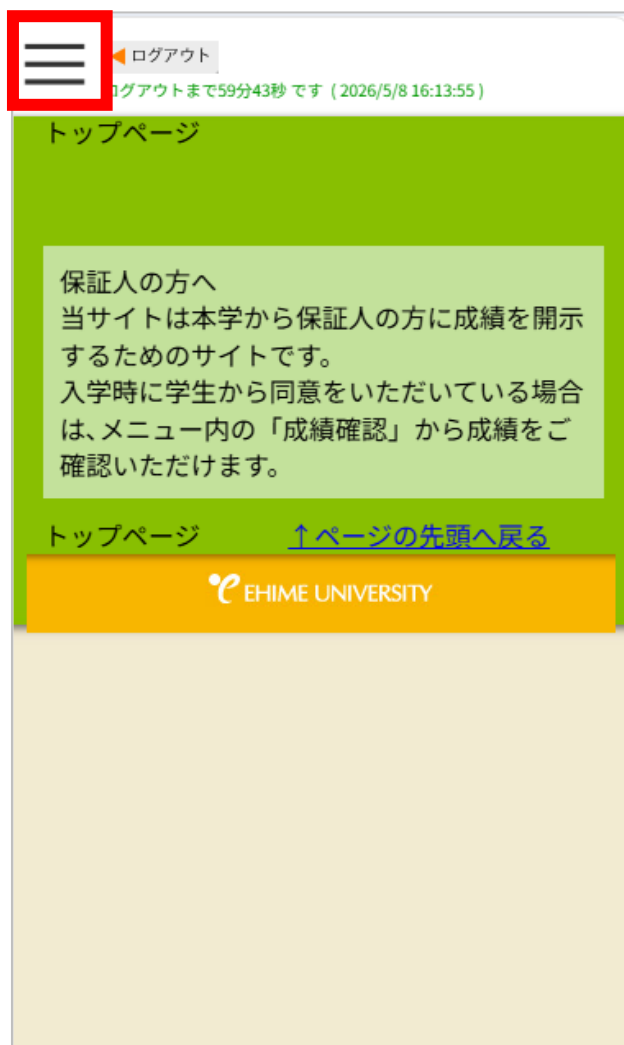 ログアウト
ログアウトまで59分43秒 です ( 2026/5/8 16:13:55 )
トップページ
保証人の方へ
当サイトは本学から保証人の方に成績を開示
するためのサイトです。
入学時に学生から同意をいただいている場合
は、メニュー内の「成績確認」から成績をご
確認いただけます。
トップページ ↑ページの先頭へ戻る
EHIME UNIVERSITY